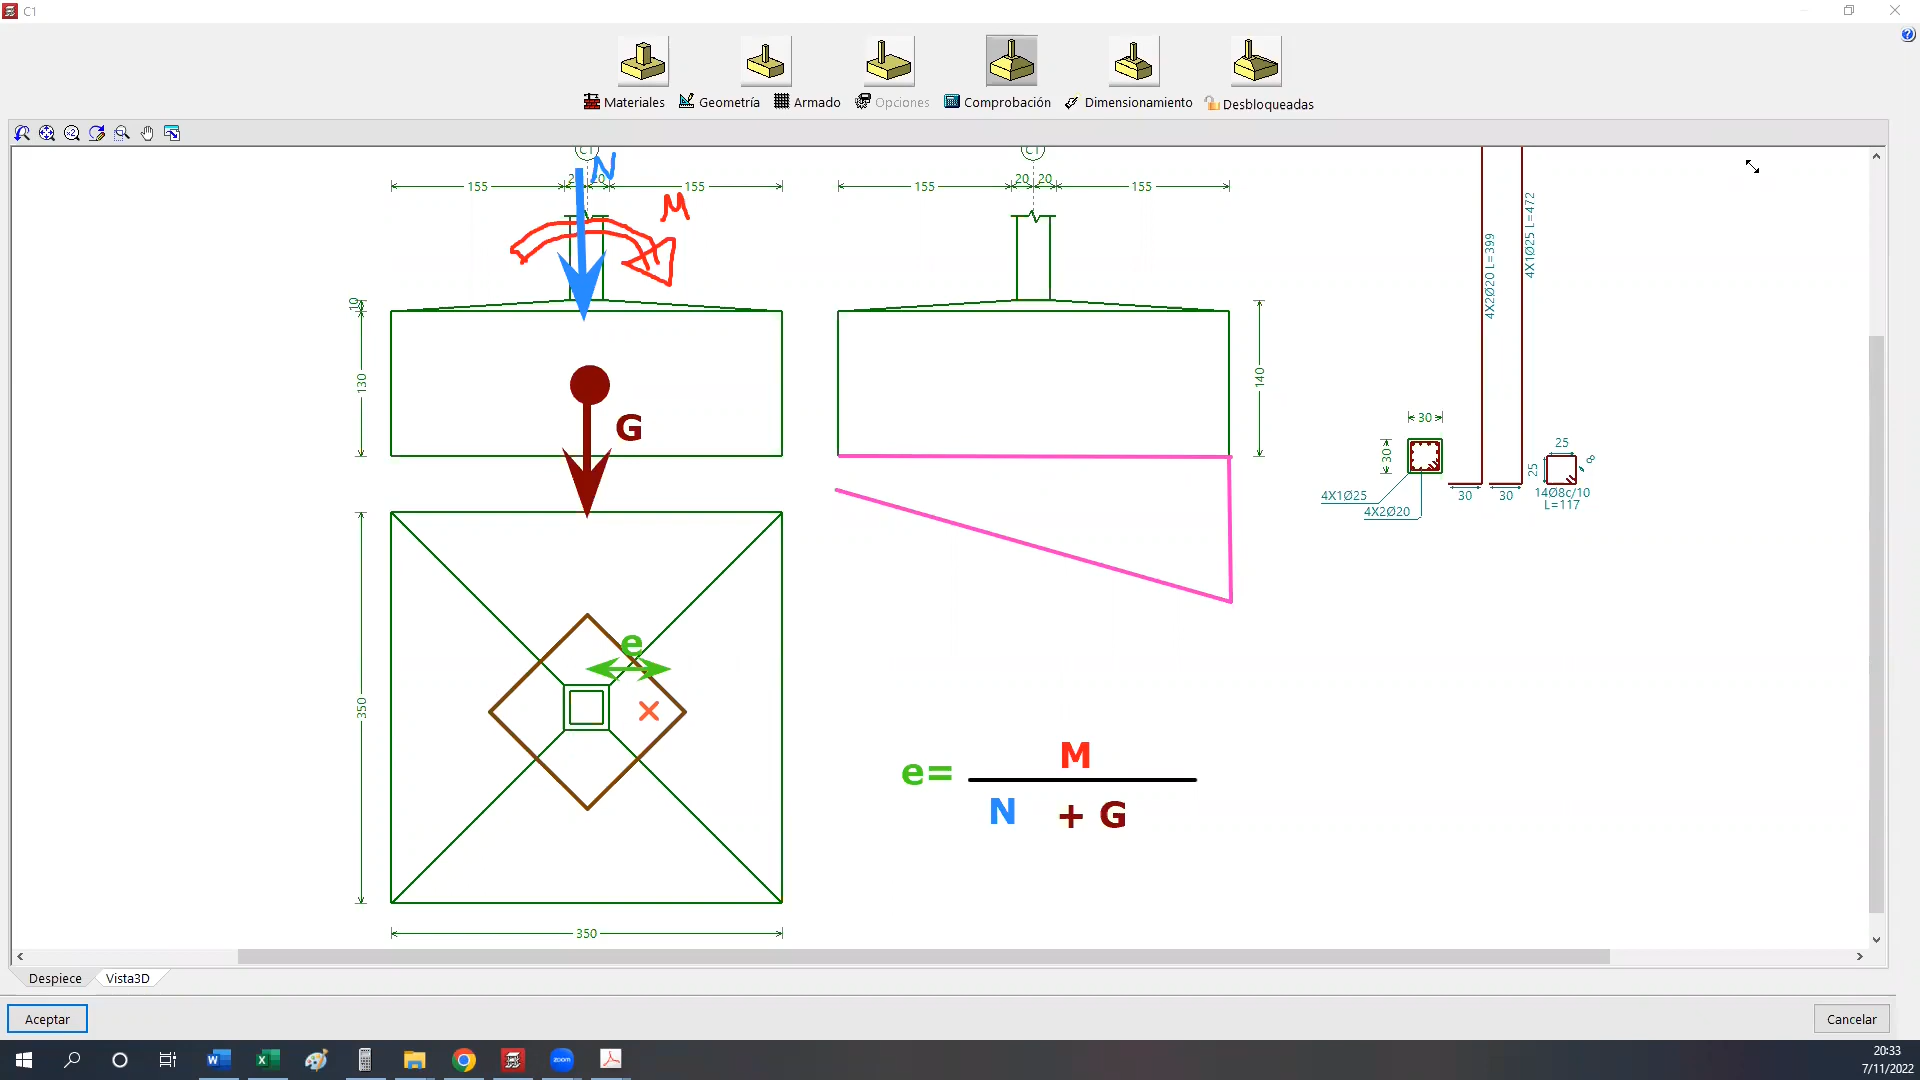 C1
Materiales
Geometría
Armado
Opciones
Comprobación
Dimensionamiento
Desbloqueadas
C1
N
C1
155
20
155
155
20
20
155
M
4X2Ø20 L=399
4X1Ø25 L=472
10
130
G
140
30
30
4X1Ø25
4X2Ø20
30
30
25
25
8
14Ø8c/10
L=117
350
e
e=
M
N + G
350
Despiece
Vista3D
Aceptar
Cancelar
zoom
20:33
7/11/2022